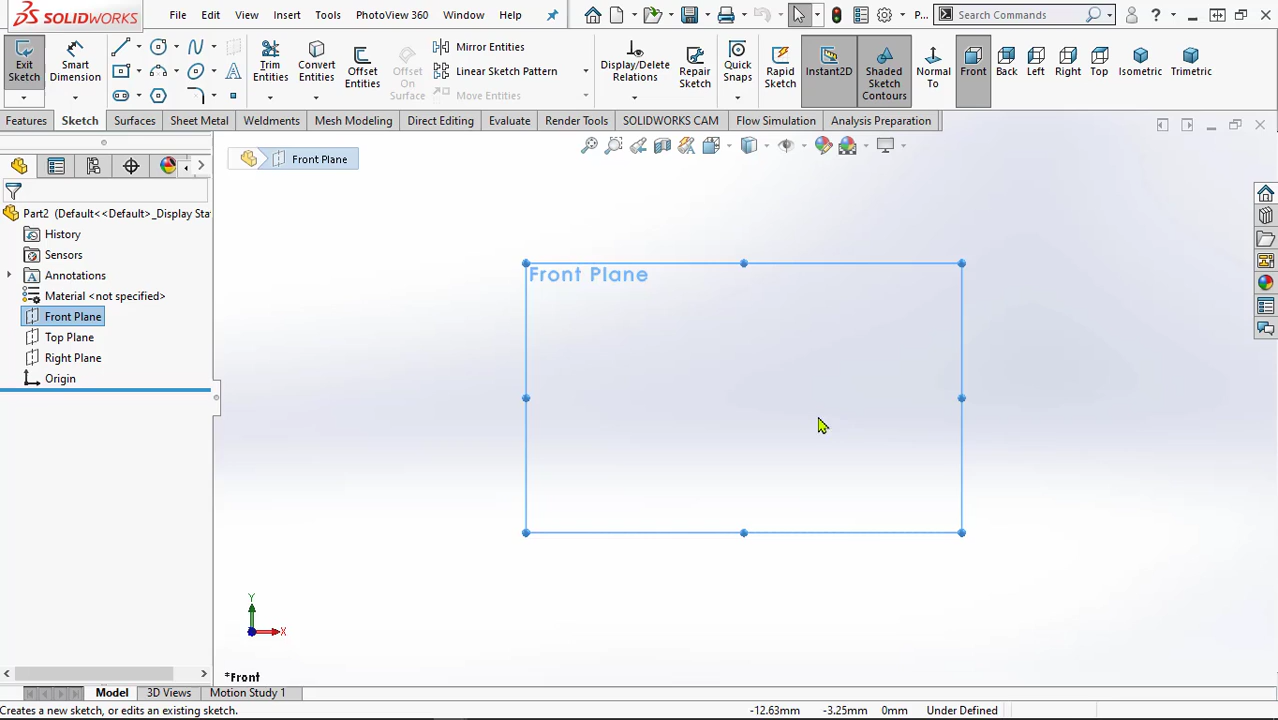 SOLIDWORKS
File
Edit
View
Insert
Tools
PhotoView 360
Window
Help
P...
Search Commands
?
Exit Sketch
Smart Dimension
Trim Entities
Convert Entities
Offset Entities
Offset On Surface
Mirror Entities
Linear Sketch Pattern
Move Entities
Display/Delete Relations
Repair Sketch
Quick Snaps
Rapid Sketch
Instant2D
Shaded Sketch Contours
Normal To
Front
Back
Left
Right
Top
Isometric
Trimetric
Features
Sketch
Surfaces
Sheet Metal
Weldments
Mesh Modeling
Direct Editing
Evaluate
Render Tools
SOLIDWORKS CAM
Flow Simulation
Analysis Preparation
Front Plane
Part2 (Default<<Default>_Display Sta
History
Sensors
Annotations
Material <not specified>
Front Plane
Top Plane
Right Plane
Origin
Front Plane
Y
X
*Front
Model
3D Views
Motion Study 1
Creates a new sketch, or edits an existing sketch.
-12.63mm
-3.25mm
0mm
Under Defined